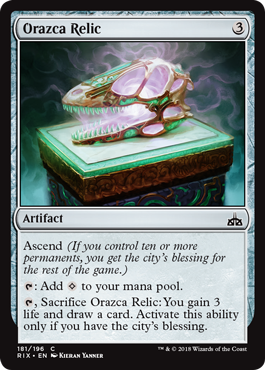 Orazca Relic 3
Artifact
Ascend (If you control ten or more
permanents, you get the city's blessing for
the rest of the game.)
: Add to your mana pool.
, Sacrifice Orazca Relic: You gain 3
life and draw a card. Activate this ability
only if you have the city's blessing.
181/196 C
RIX • EN KIERAN YANNER
™ & © 2018 Wizards of the Coast